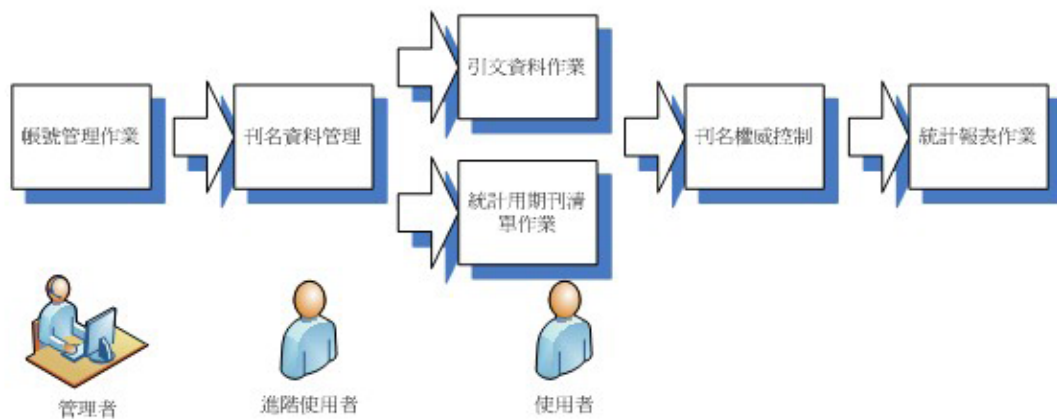 帳號管理作業
刊名資料管理
引文資料作業
統計用期刊清
單作業
刊名權威控制
統計報表作業
管理者
進階使用者
使用者